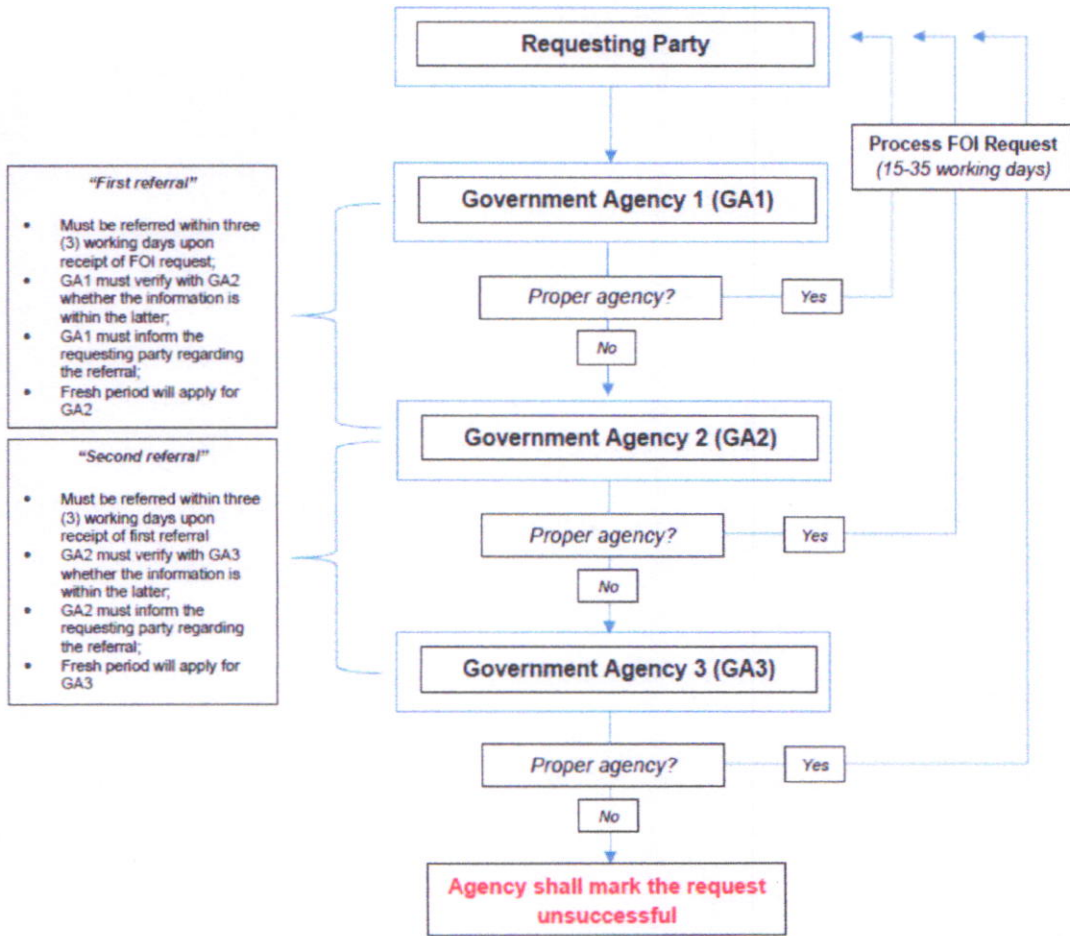 Requesting Party
Process FOI Request
(15-35 working days)
Government Agency 1 (GA1)
"First referral"
• Must be referred within three
(3) working days upon
receipt of FOI request;
• GA1 must verify with GA2
whether the information is
within the latter;
• GA1 must inform the
requesting party regarding
the referral;
• Fresh period will apply for
GA2
Proper agency?
Yes
No
Government Agency 2 (GA2)
"Second referral"
• Must be referred within three
(3) working days upon
receipt of first referral
• GA2 must verify with GA3
whether the information is
within the latter;
• GA2 must inform the
requesting party regarding
the referral;
• Fresh period will apply for
GA3
Proper agency?
Yes
No
Government Agency 3 (GA3)
Proper agency?
Yes
No
Agency shall mark the request
unsuccessful